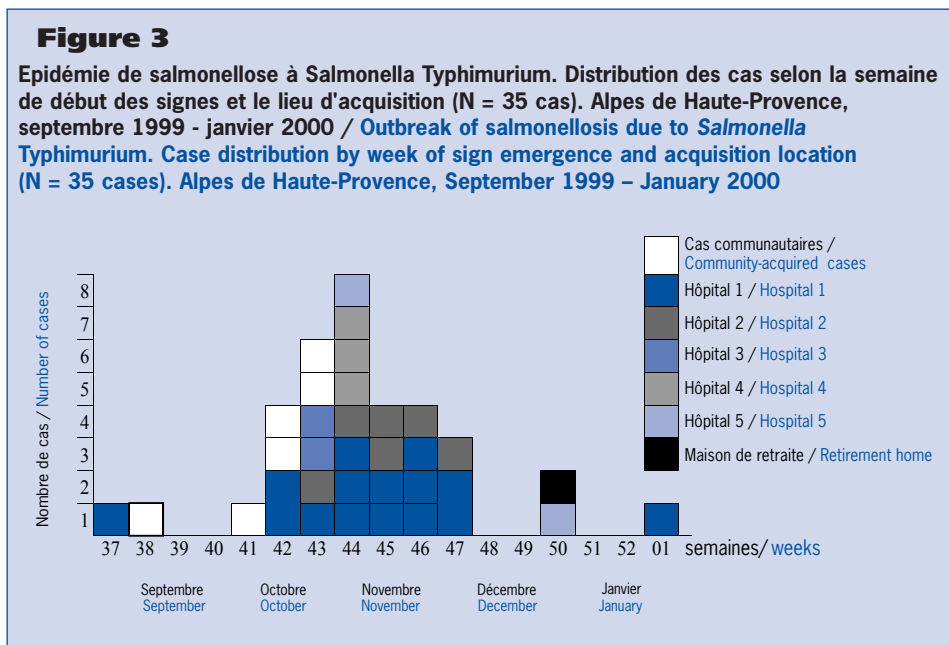 Figure 3
Epidémie de salmonellose à Salmonella Typhimurium. Distribution des cas selon la semaine
de début des signes et le lieu d'acquisition (N = 35 cas). Alpes de Haute-Provence,
septembre 1999 - janvier 2000 / Outbreak of salmonellosis due to Salmonella
Typhimurium. Case distribution by week of sign emergence and acquisition location
(N = 35 cases). Alpes de Haute-Provence, September 1999 – January 2000
Cas communautaires /
Community-acquired cases
Hôpital 1 / Hospital 1
Hôpital 2 / Hospital 2
Hôpital 3 / Hospital 3
Hôpital 4 / Hospital 4
Hôpital 5 / Hospital 5
Maison de retraite / Retirement home
Nombre de cas / Number of cases
8
7
6
5
4
3
2
1
37 38 39 40 41 42 43 44 45 46 47 48 49 50 51 52 01 semaines/ weeks
Septembre Octobre Novembre Décembre Janvier
September October November December January